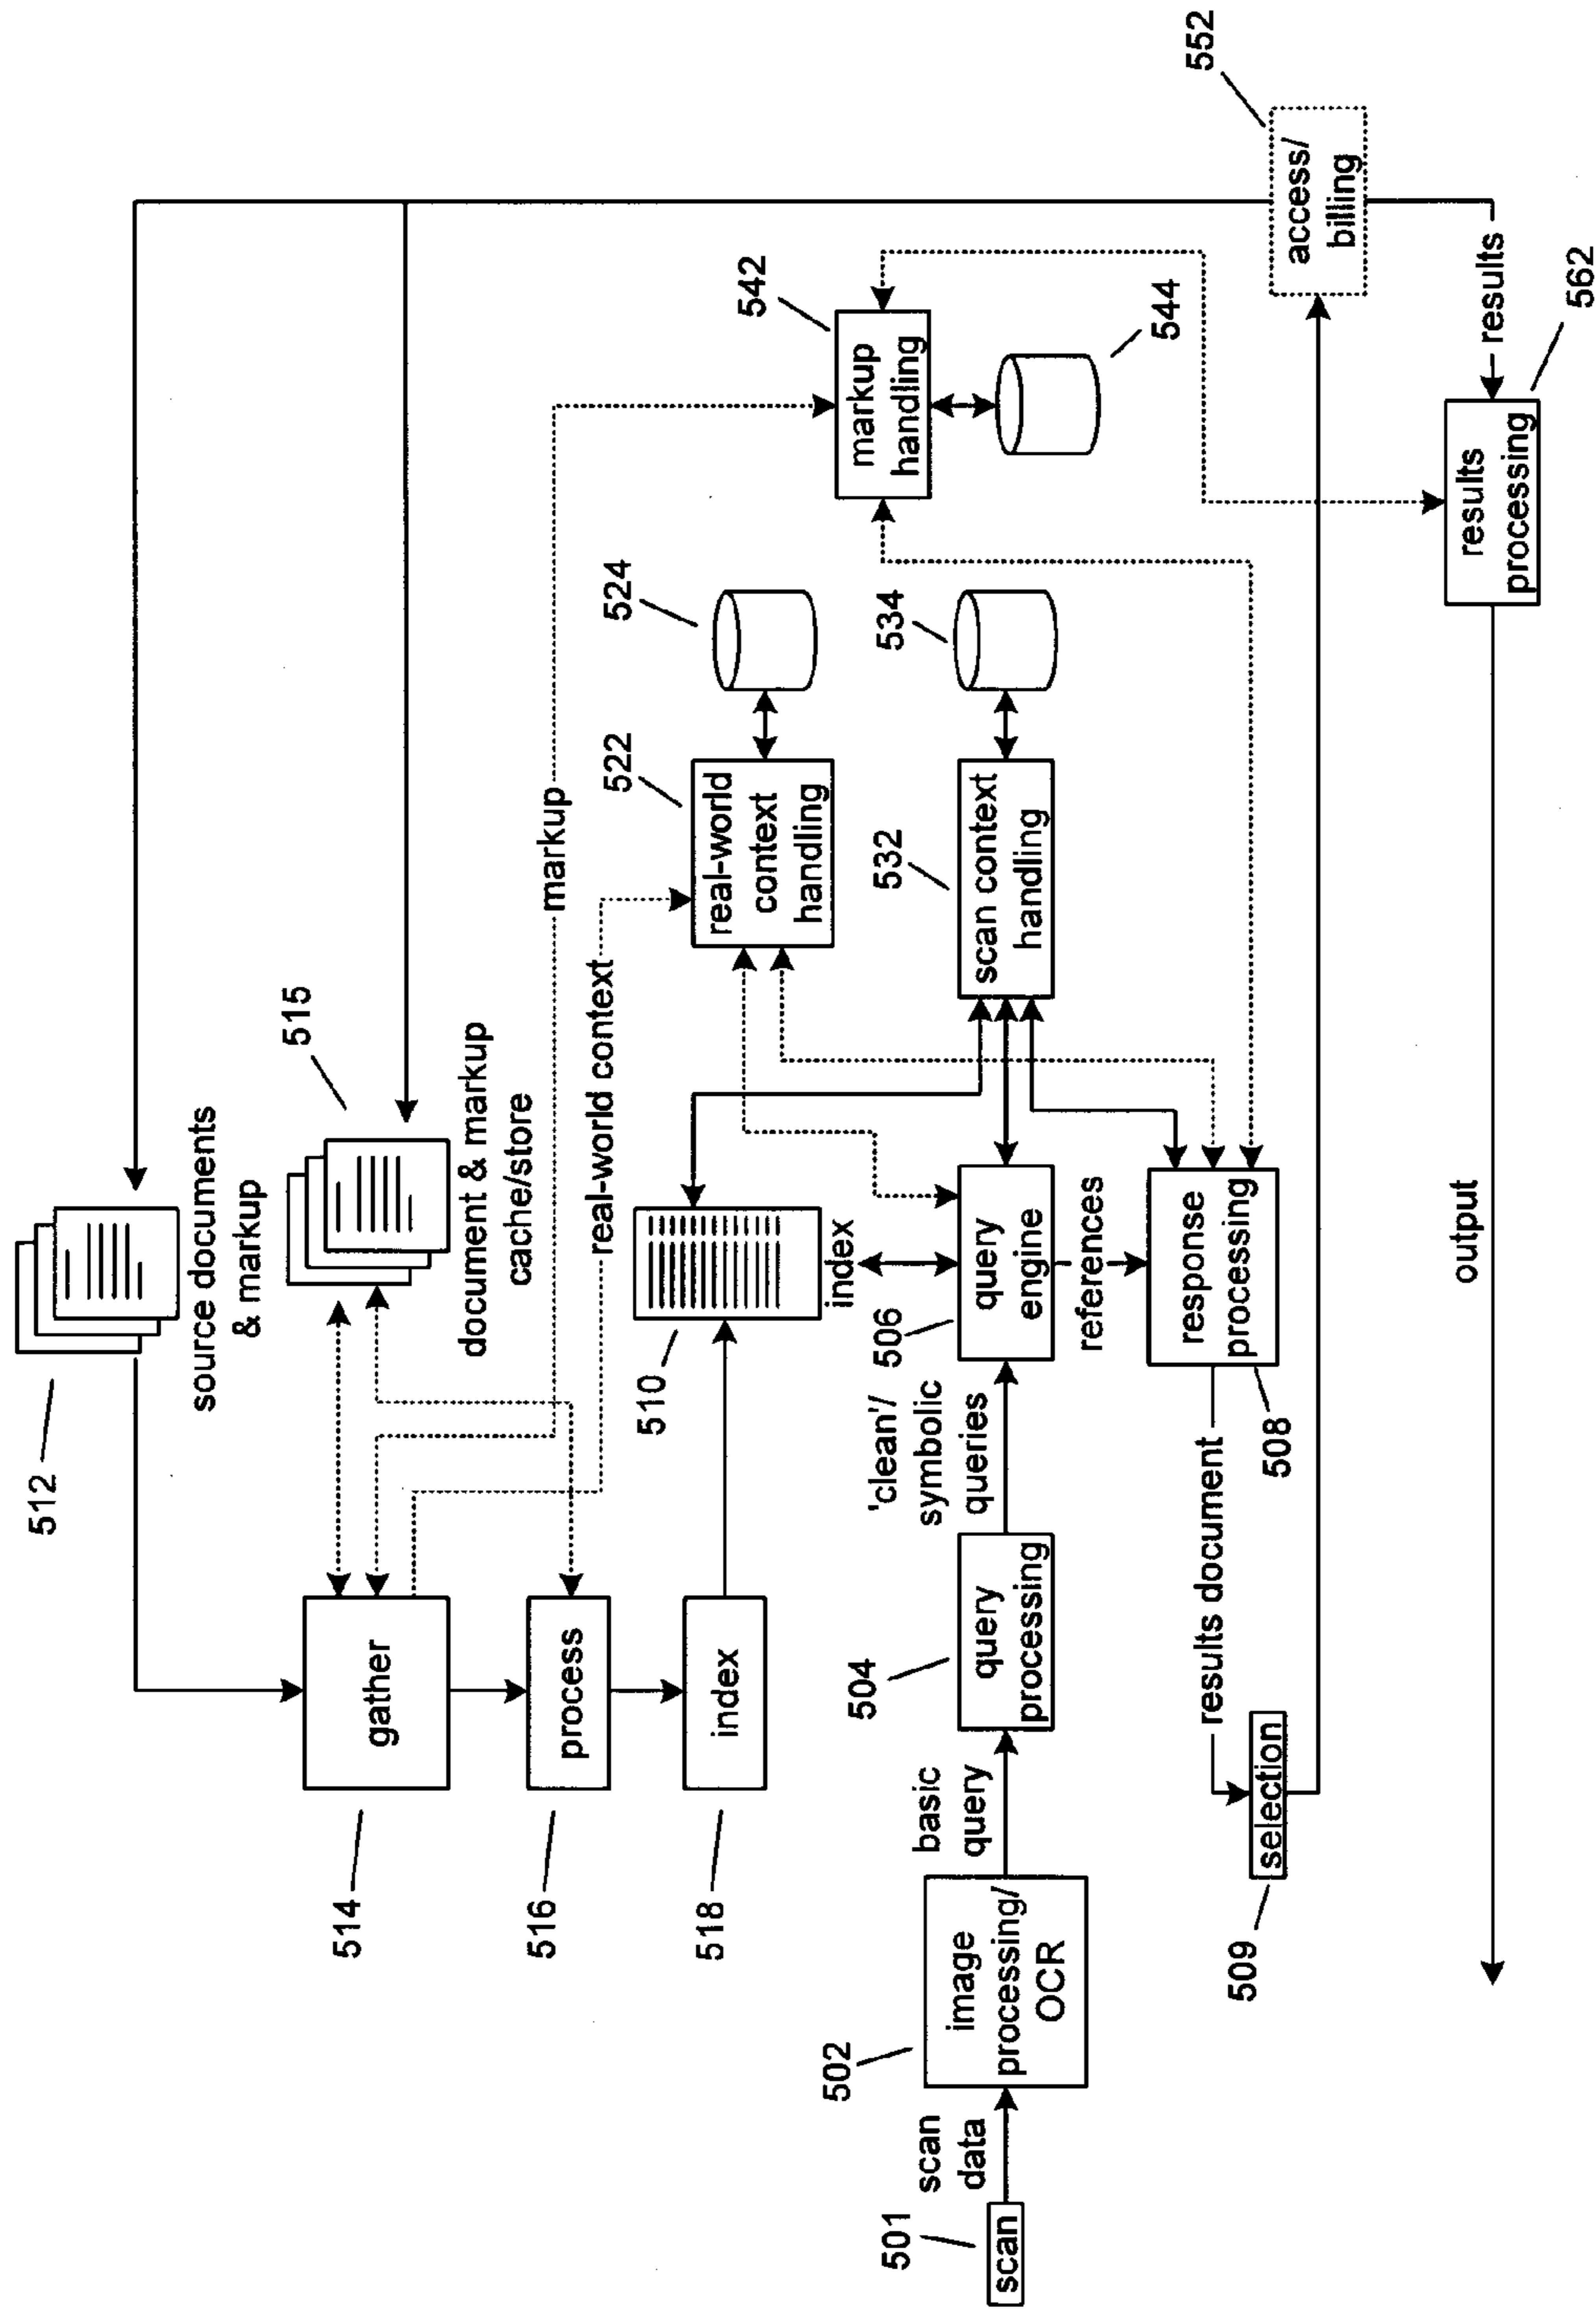 512
source documents
& markup
515
document & markup
cache/store
514
gather
516
process
518
index
markup
real-world context
510
index
522
real-world
context
handling
524
542
markup
handling
544
532
scan context
handling
534
501
scan
scan
data
502
image
processing/
OCR
basic
query
504
query
processing
'clean'/
symbolic
queries
506
query
engine
references
response
processing
508
results document
509
selection
552
access/
billing
results
562
results
processing
output